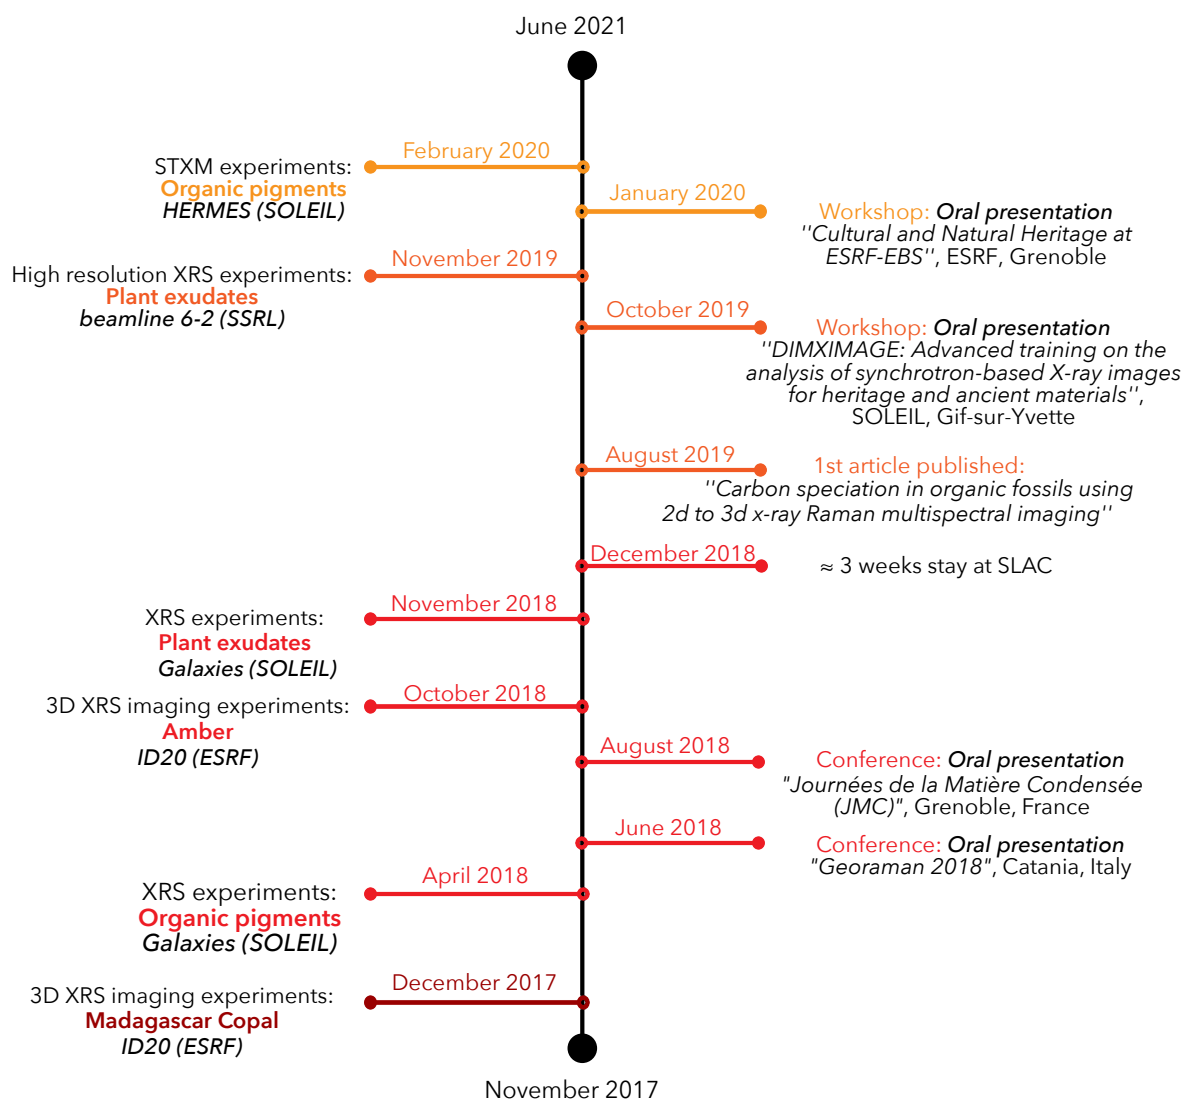 June 2021
February 2020
STXM experiments:
Organic pigments
HERMES (SOLEIL)
January 2020
Workshop: Oral presentation
''Cultural and Natural Heritage at
ESRF-EBS'', ESRF, Grenoble
November 2019
High resolution XRS experiments:
Plant exudates
beamline 6-2 (SSRL)
October 2019
Workshop: Oral presentation
''DIMXIMAGE: Advanced training on the
analysis of synchrotron-based X-ray images
for heritage and ancient materials'',
SOLEIL, Gif-sur-Yvette
August 2019
1st article published:
''Carbon speciation in organic fossils using
2d to 3d x-ray Raman multispectral imaging''
December 2018
≈ 3 weeks stay at SLAC
November 2018
XRS experiments:
Plant exudates
Galaxies (SOLEIL)
October 2018
3D XRS imaging experiments:
Amber
ID20 (ESRF)
August 2018
Conference: Oral presentation
"Journées de la Matière Condensée
(JMC)", Grenoble, France
June 2018
Conference: Oral presentation
"Georaman 2018", Catania, Italy
April 2018
XRS experiments:
Organic pigments
Galaxies (SOLEIL)
December 2017
3D XRS imaging experiments:
Madagascar Copal
ID20 (ESRF)
November 2017